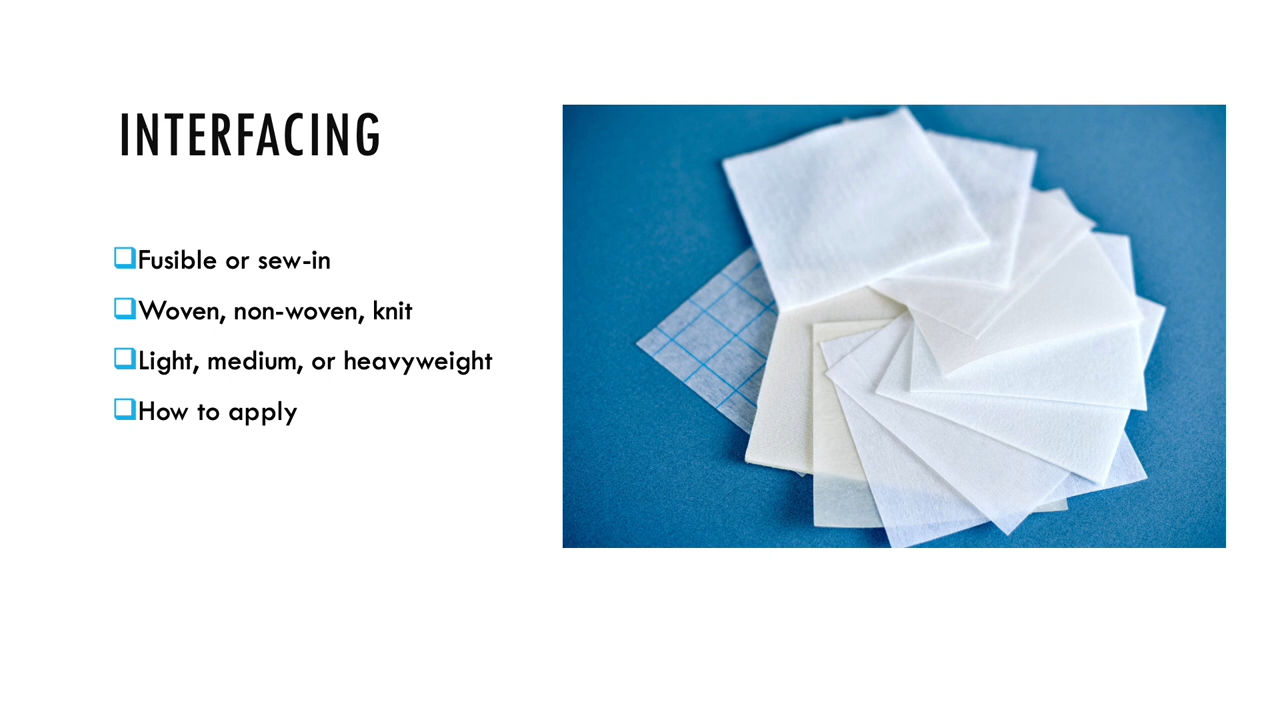 INTERFACING
Fusible or sew-in
Woven, non-woven, knit
Light, medium, or heavyweight
How to apply